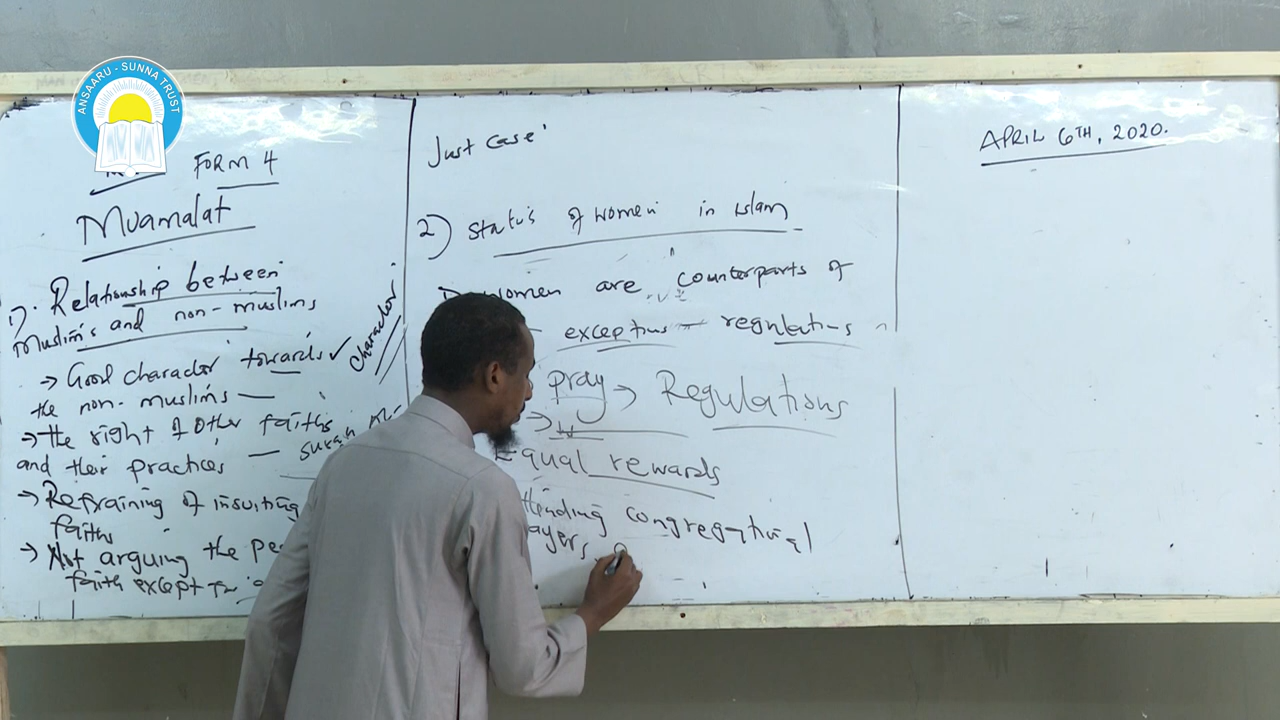 ANSAARU - SUNNA TRUST
FORM 4
Muamalat
1). Relationship between
Muslims and non-muslims
→ Good character towards ✓
the non-muslims —
character
→ the right of other faiths
and their practices — surah
→ Refraining of insulting
faiths
→ Not arguing the pe
faith except
Just case
2) Status of women in islam
women are counterparts of
exceptions — regulations
pray → Regulations
→
Equal rewards
congregational
ayers,
APRIL 6TH, 2020.